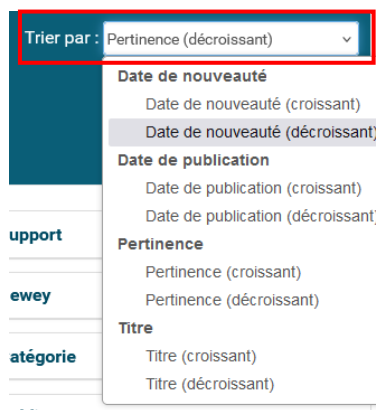 Trier par : Pertinence (décroissant)
Date de nouveauté
Date de nouveauté (croissant)
Date de nouveauté (décroissant)
Date de publication
Date de publication (croissant)
Date de publication (décroissant)
upport
Pertinence
Pertinence (croissant)
ewey
Pertinence (décroissant)
Titre
atégorie
Titre (croissant)
Titre (décroissant)